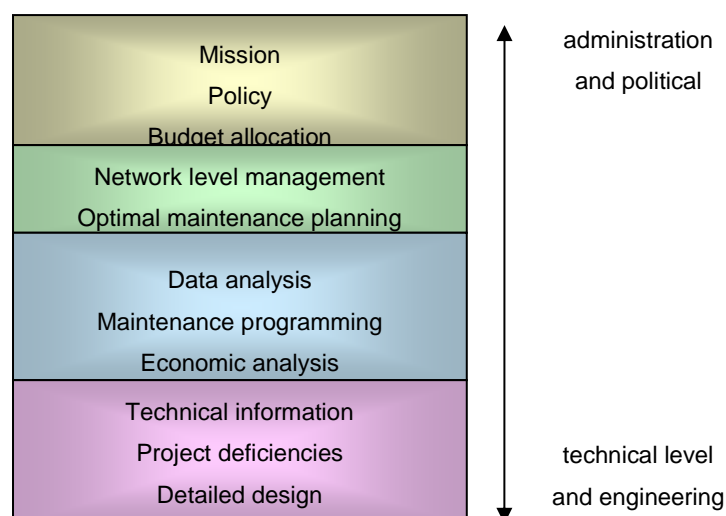 Mission
Policy
Budget allocation
Network level management
Optimal maintenance planning
Data analysis
Maintenance programming
Economic analysis
Technical information
Project deficiencies
Detailed design
administration
and political
technical level
and engineering